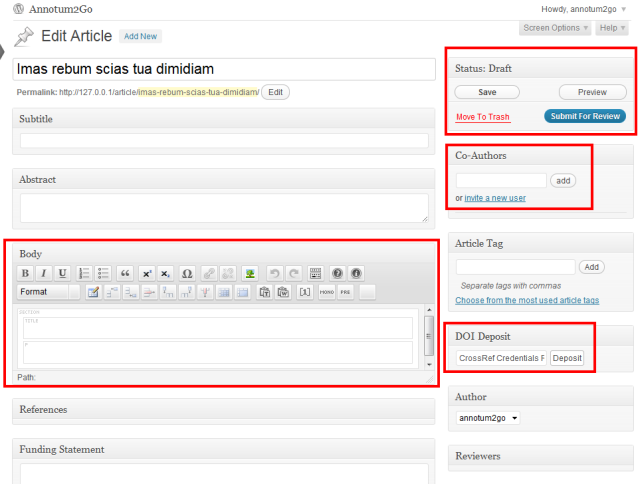 Annotum2Go
Howdy, annotum2go
Screen Options
Help
Edit Article
Add New
Imas rebum scias tua dimidiam
Permalink: http://127.0.0.1/article/imas-rebum-scias-tua-dimidiam/ Edit
Subtitle
Abstract
Body
B I U
Format
MONO PRE
SECTION
TITLE
P
Path:
References
Funding Statement
Status: Draft
Save
Preview
Move To Trash
Submit For Review
Co-Authors
add
or invite a new user
Article Tag
Add
Separate tags with commas
Choose from the most used article tags
DOI Deposit
CrossRef Credentials F
Deposit
Author
annotum2go
Reviewers